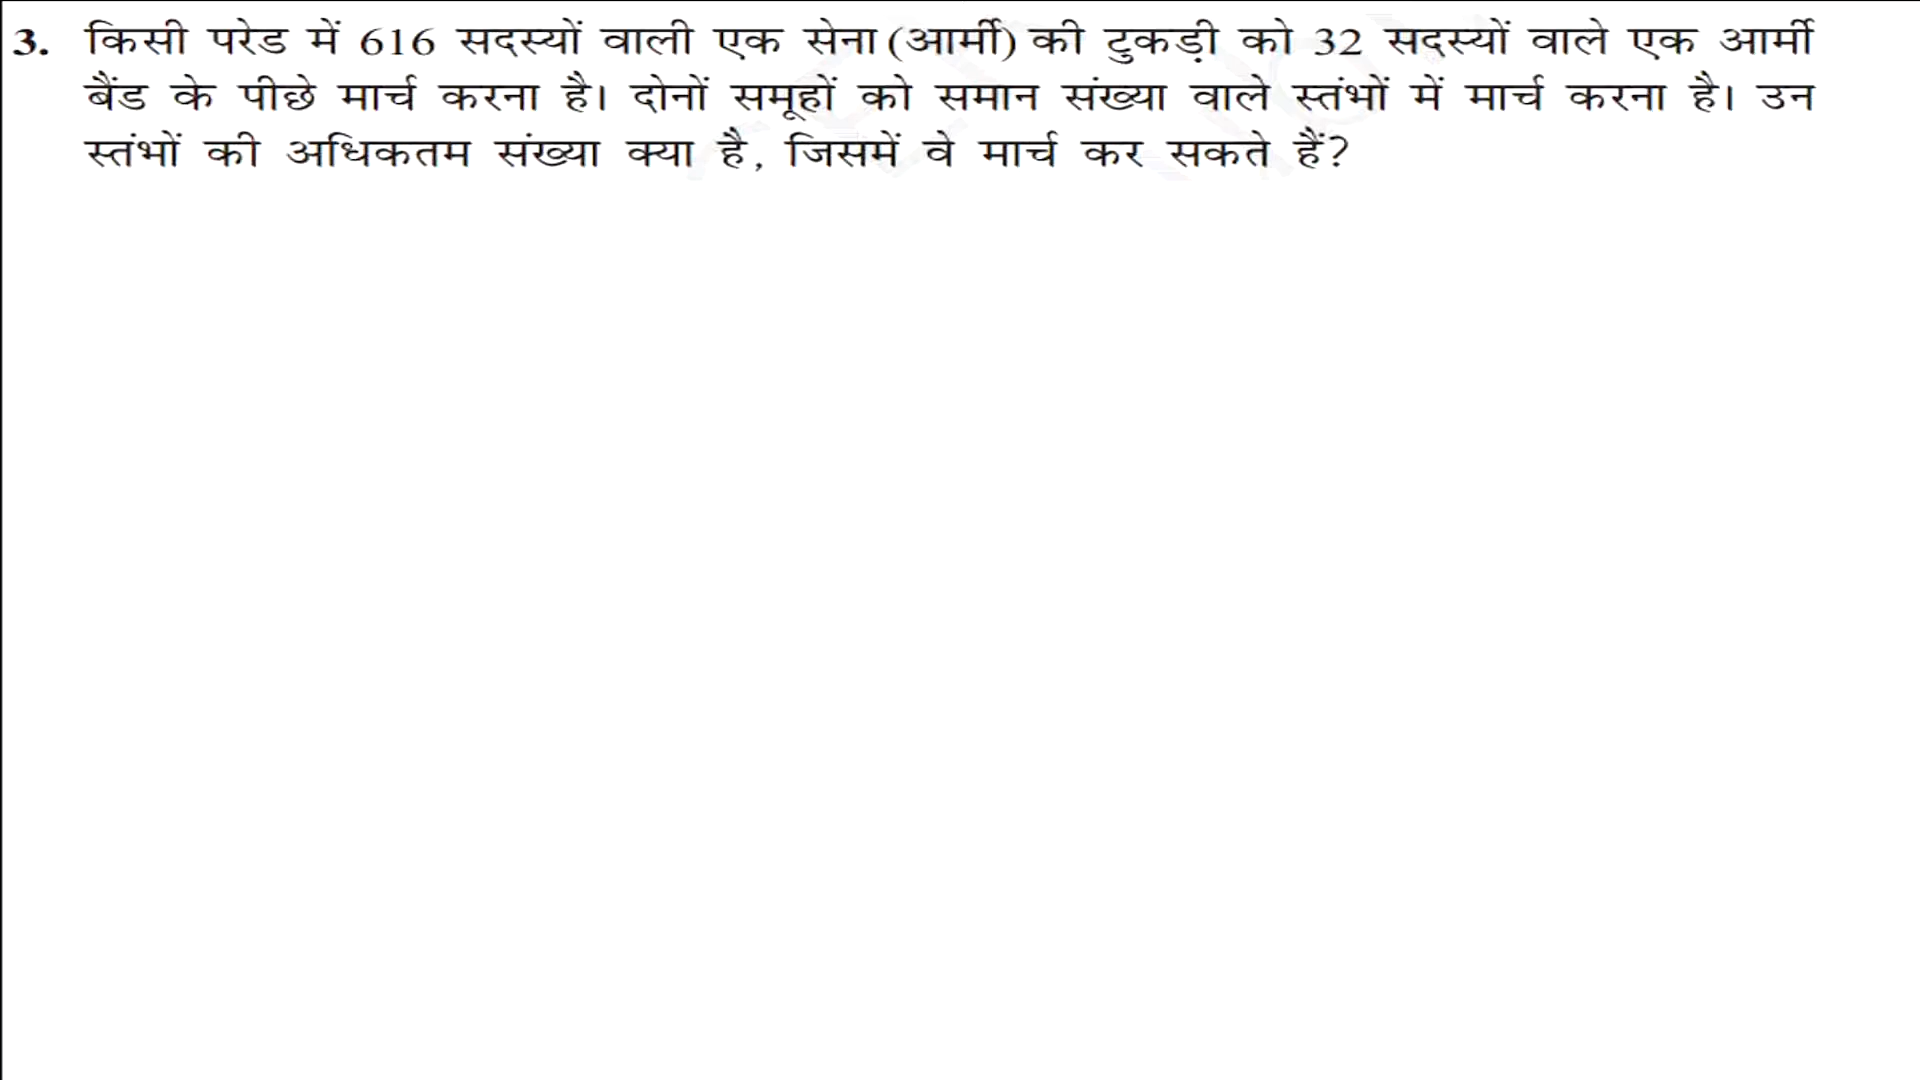 3. किसी परेड में 616 सदस्यों वाली एक सेना (आर्मी) की टुकड़ी को 32 सदस्यों वाले एक आर्मी
बैंड के पीछे मार्च करना है। दोनों समूहों को समान संख्या वाले स्तंभों में मार्च करना है। उन
स्तंभों की अधिकतम संख्या क्या है, जिसमें वे मार्च कर सकते हैं?